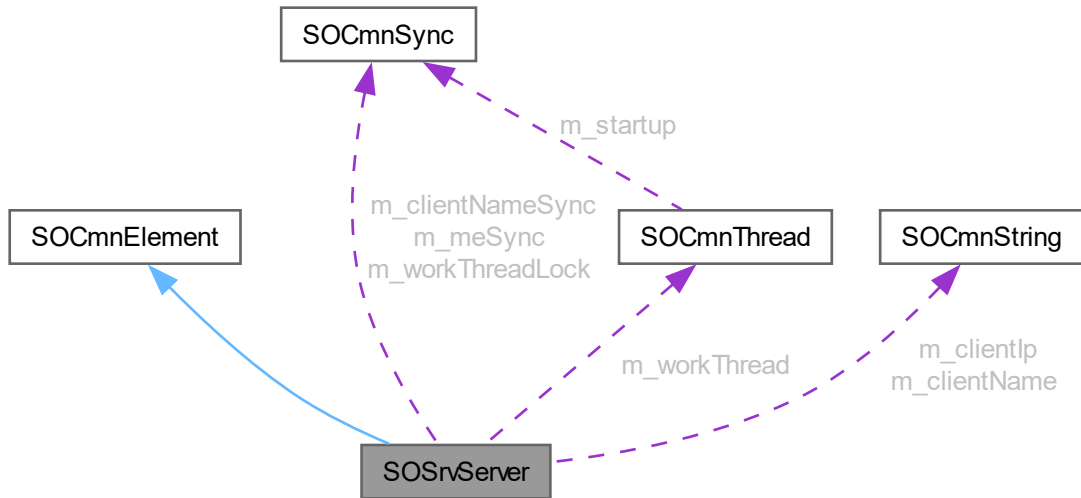 SOCmnSync
m_startup
m_clientNameSync
m_meSync
m_workThreadLock
SOCmnElement
SOCmnThread
SOCmnString
m_workThread
m_clientIp
m_clientName
SOSrvServer